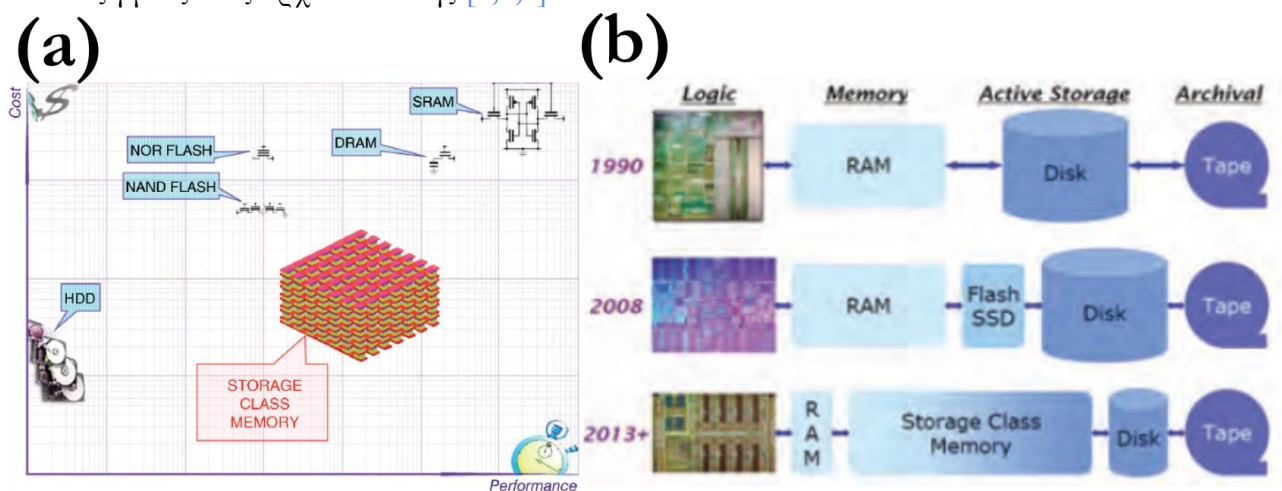 (a)
Cost
$
SRAM
NOR FLASH
DRAM
NAND FLASH
HDD
STORAGE
CLASS
MEMORY
Performance
(b)
Logic Memory Active Storage Archival
1990 RAM Disk Tape
2008 RAM Flash
SSD Disk Tape
2013+ R
A
M Storage Class
Memory Disk Tape